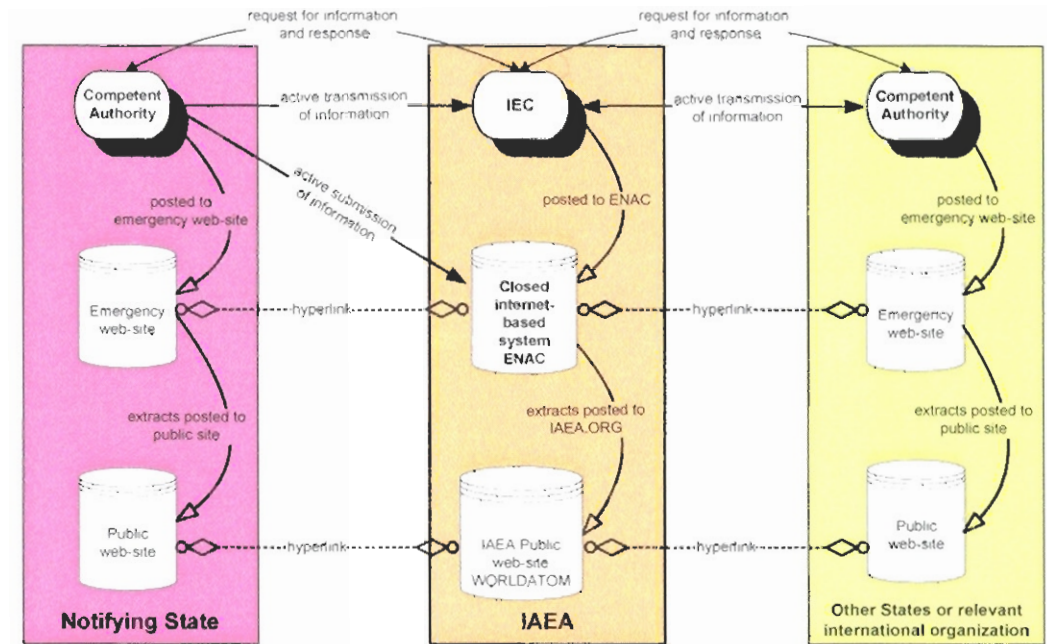 request for information
and response
request for information
and response
Competent
Authority
active transmission
of information
IEC
active transmission
of information
Competent
Authority
active submission
of information
posted to
emergency web-site
posted to ENAC
posted to
emergency web-site
Emergency
web-site
hyperlink
Closed
internet-
based
system
ENAC
hyperlink
Emergency
web-site
extracts posted to
public site
extracts posted to
IAEA.ORG
extracts posted to
public site
Public
web-site
hyperlink
IAEA Public
web-site
WORLDATOM
hyperlink
Public
web-site
Notifying State
IAEA
Other States or relevant
international organization